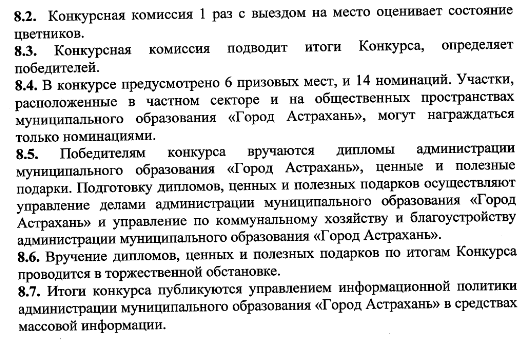 8.2. Конкурсная комиссия 1 раз с выездом на место оценивает состояние
цветников.
8.3. Конкурсная комиссия подводит итоги Конкурса, определяет
победителей.
8.4. В конкурсе предусмотрено 6 призовых мест, и 14 номинаций. Участки,
расположенные в частном секторе и на общественных пространствах
муниципального образования «Город Астрахань», могут награждаться
только номинациями.
8.5. Победителям конкурса вручаются дипломы администрации
муниципального образования «Город Астрахань», ценные и полезные
подарки. Подготовку дипломов, ценных и полезных подарков осуществляют
управление делами администрации муниципального образования «Город
Астрахань» и управление по коммунальному хозяйству и благоустройству
администрации муниципального образования «Город Астрахань».
8.6. Вручение дипломов, ценных и полезных подарков по итогам Конкурса
проводится в торжественной обстановке.
8.7. Итоги конкурса публикуются управлением информационной политики
администрации муниципального образования «Город Астрахань» в средствах
массовой информации.